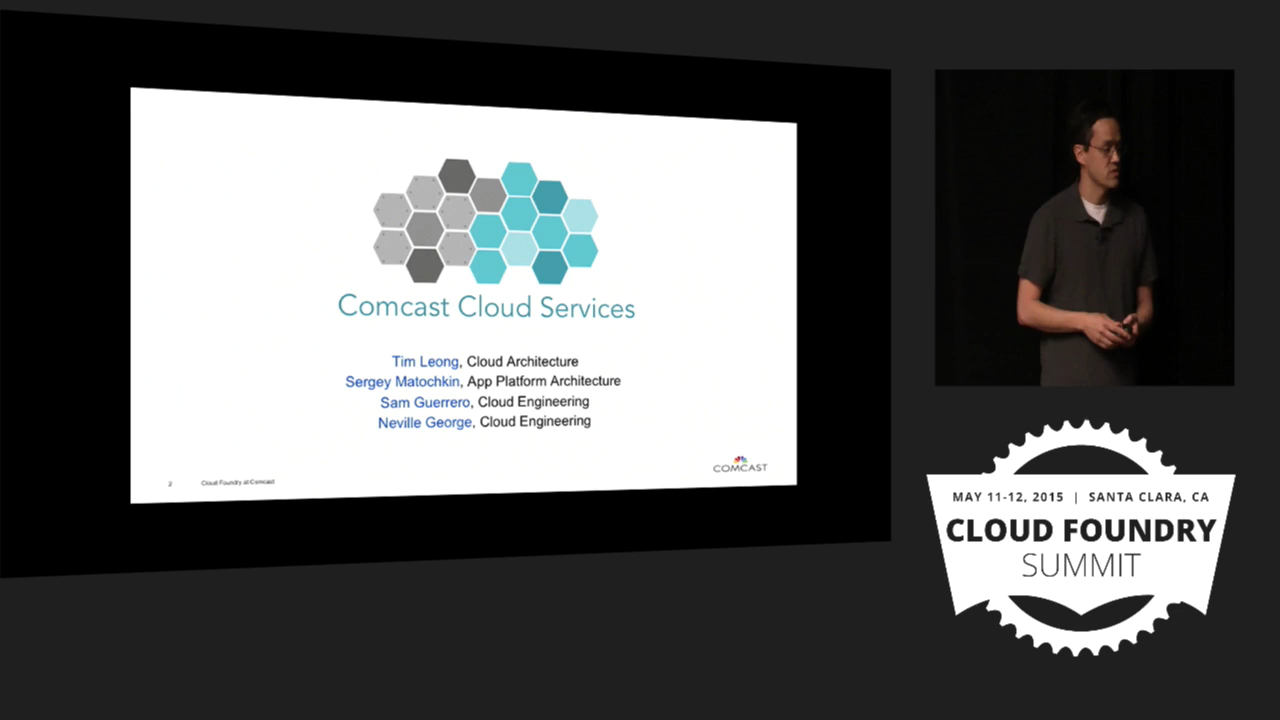 Comcast Cloud Services
Tim Leong, Cloud Architecture
Sergey Matochkin, App Platform Architecture
Sam Guerrero, Cloud Engineering
Neville George, Cloud Engineering
2 Cloud Foundry at Comcast
COMCAST
MAY 11-12, 2015 | SANTA CLARA, CA
CLOUD FOUNDRY
SUMMIT